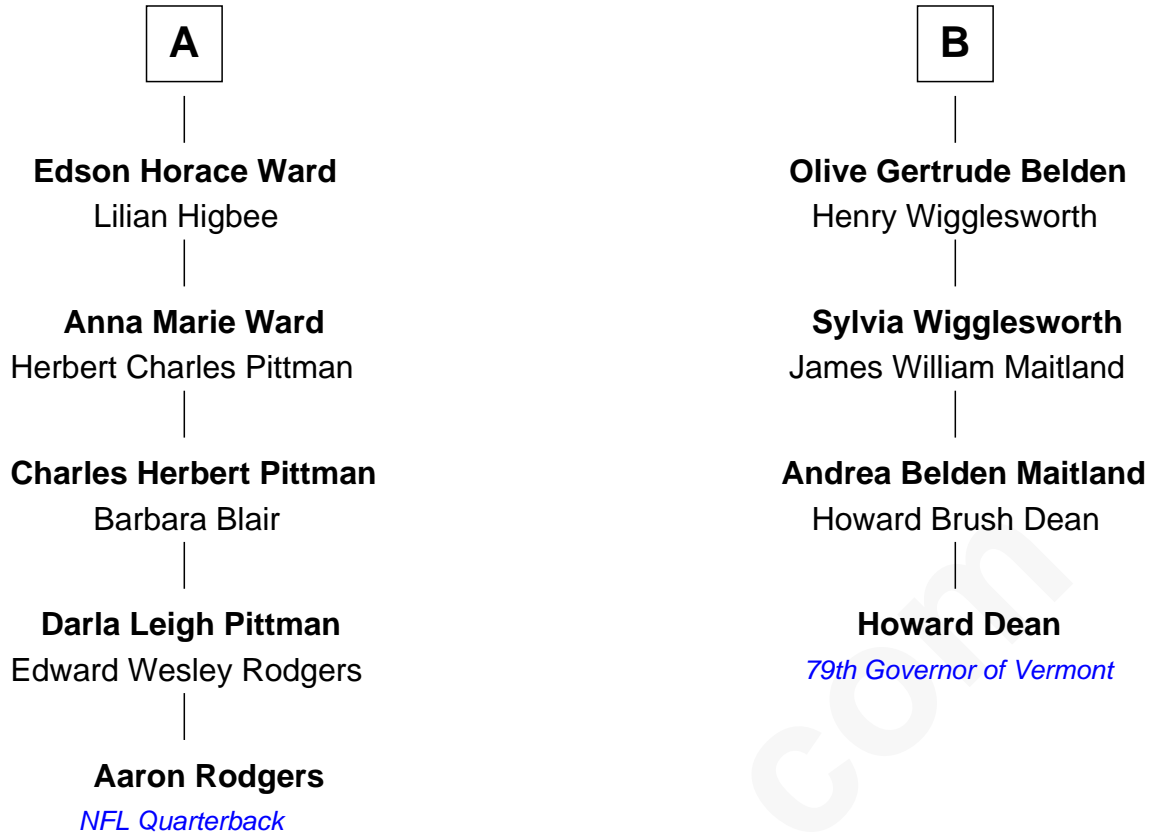 A
Edson Horace Ward
Lilian Higbee
Anna Marie Ward
Herbert Charles Pittman
Charles Herbert Pittman
Barbara Blair
Darla Leigh Pittman
Edward Wesley Rodgers
Aaron Rodgers
NFL Quarterback
B
Olive Gertrude Belden
Henry Wigglesworth
Sylvia Wigglesworth
James William Maitland
Andrea Belden Maitland
Howard Brush Dean
Howard Dean
79th Governor of Vermont
com